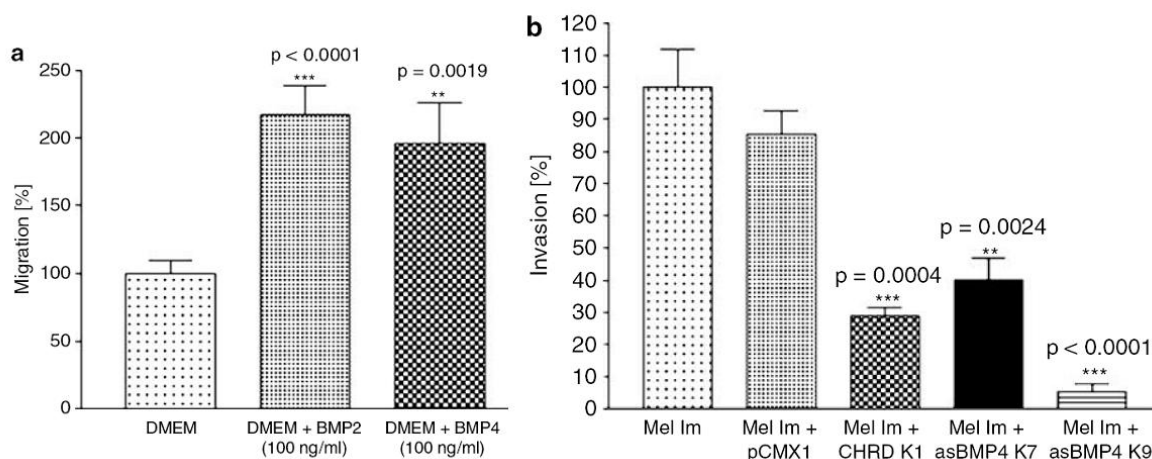 a
p < 0.0001
***
p = 0.0019
**
Migration [%]
250
200
150
100
50
0
DMEM
DMEM + BMP2
(100 ng/ml)
DMEM + BMP4
(100 ng/ml)
b
Invasion [%]
120
110
100
90
80
70
60
50
40
30
20
10
0
p = 0.0004
***
p = 0.0024
**
p < 0.0001
***
Mel Im
Mel Im +
pCMX1
Mel Im +
CHRD K1
Mel Im +
asBMP4 K7
Mel Im +
asBMP4 K9